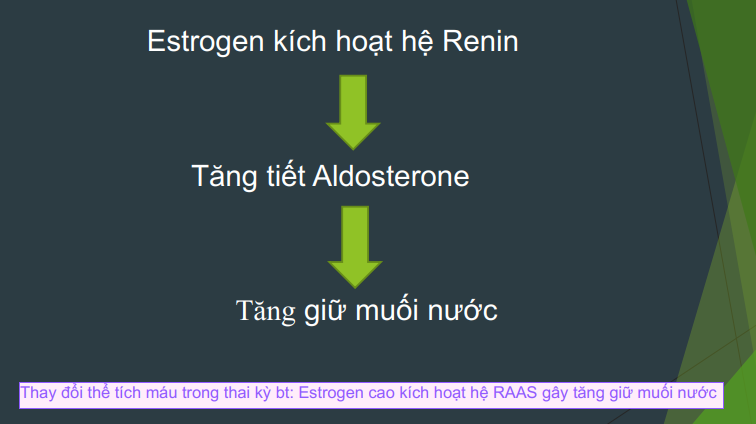 Estrogen kích hoạt hệ Renin
Tăng tiết Aldosterone
Tăng giữ muối nước
Thay đổi thể tích máu trong thai kỳ bt: Estrogen cao kích hoạt hệ RAAS gây tăng giữ muối nước